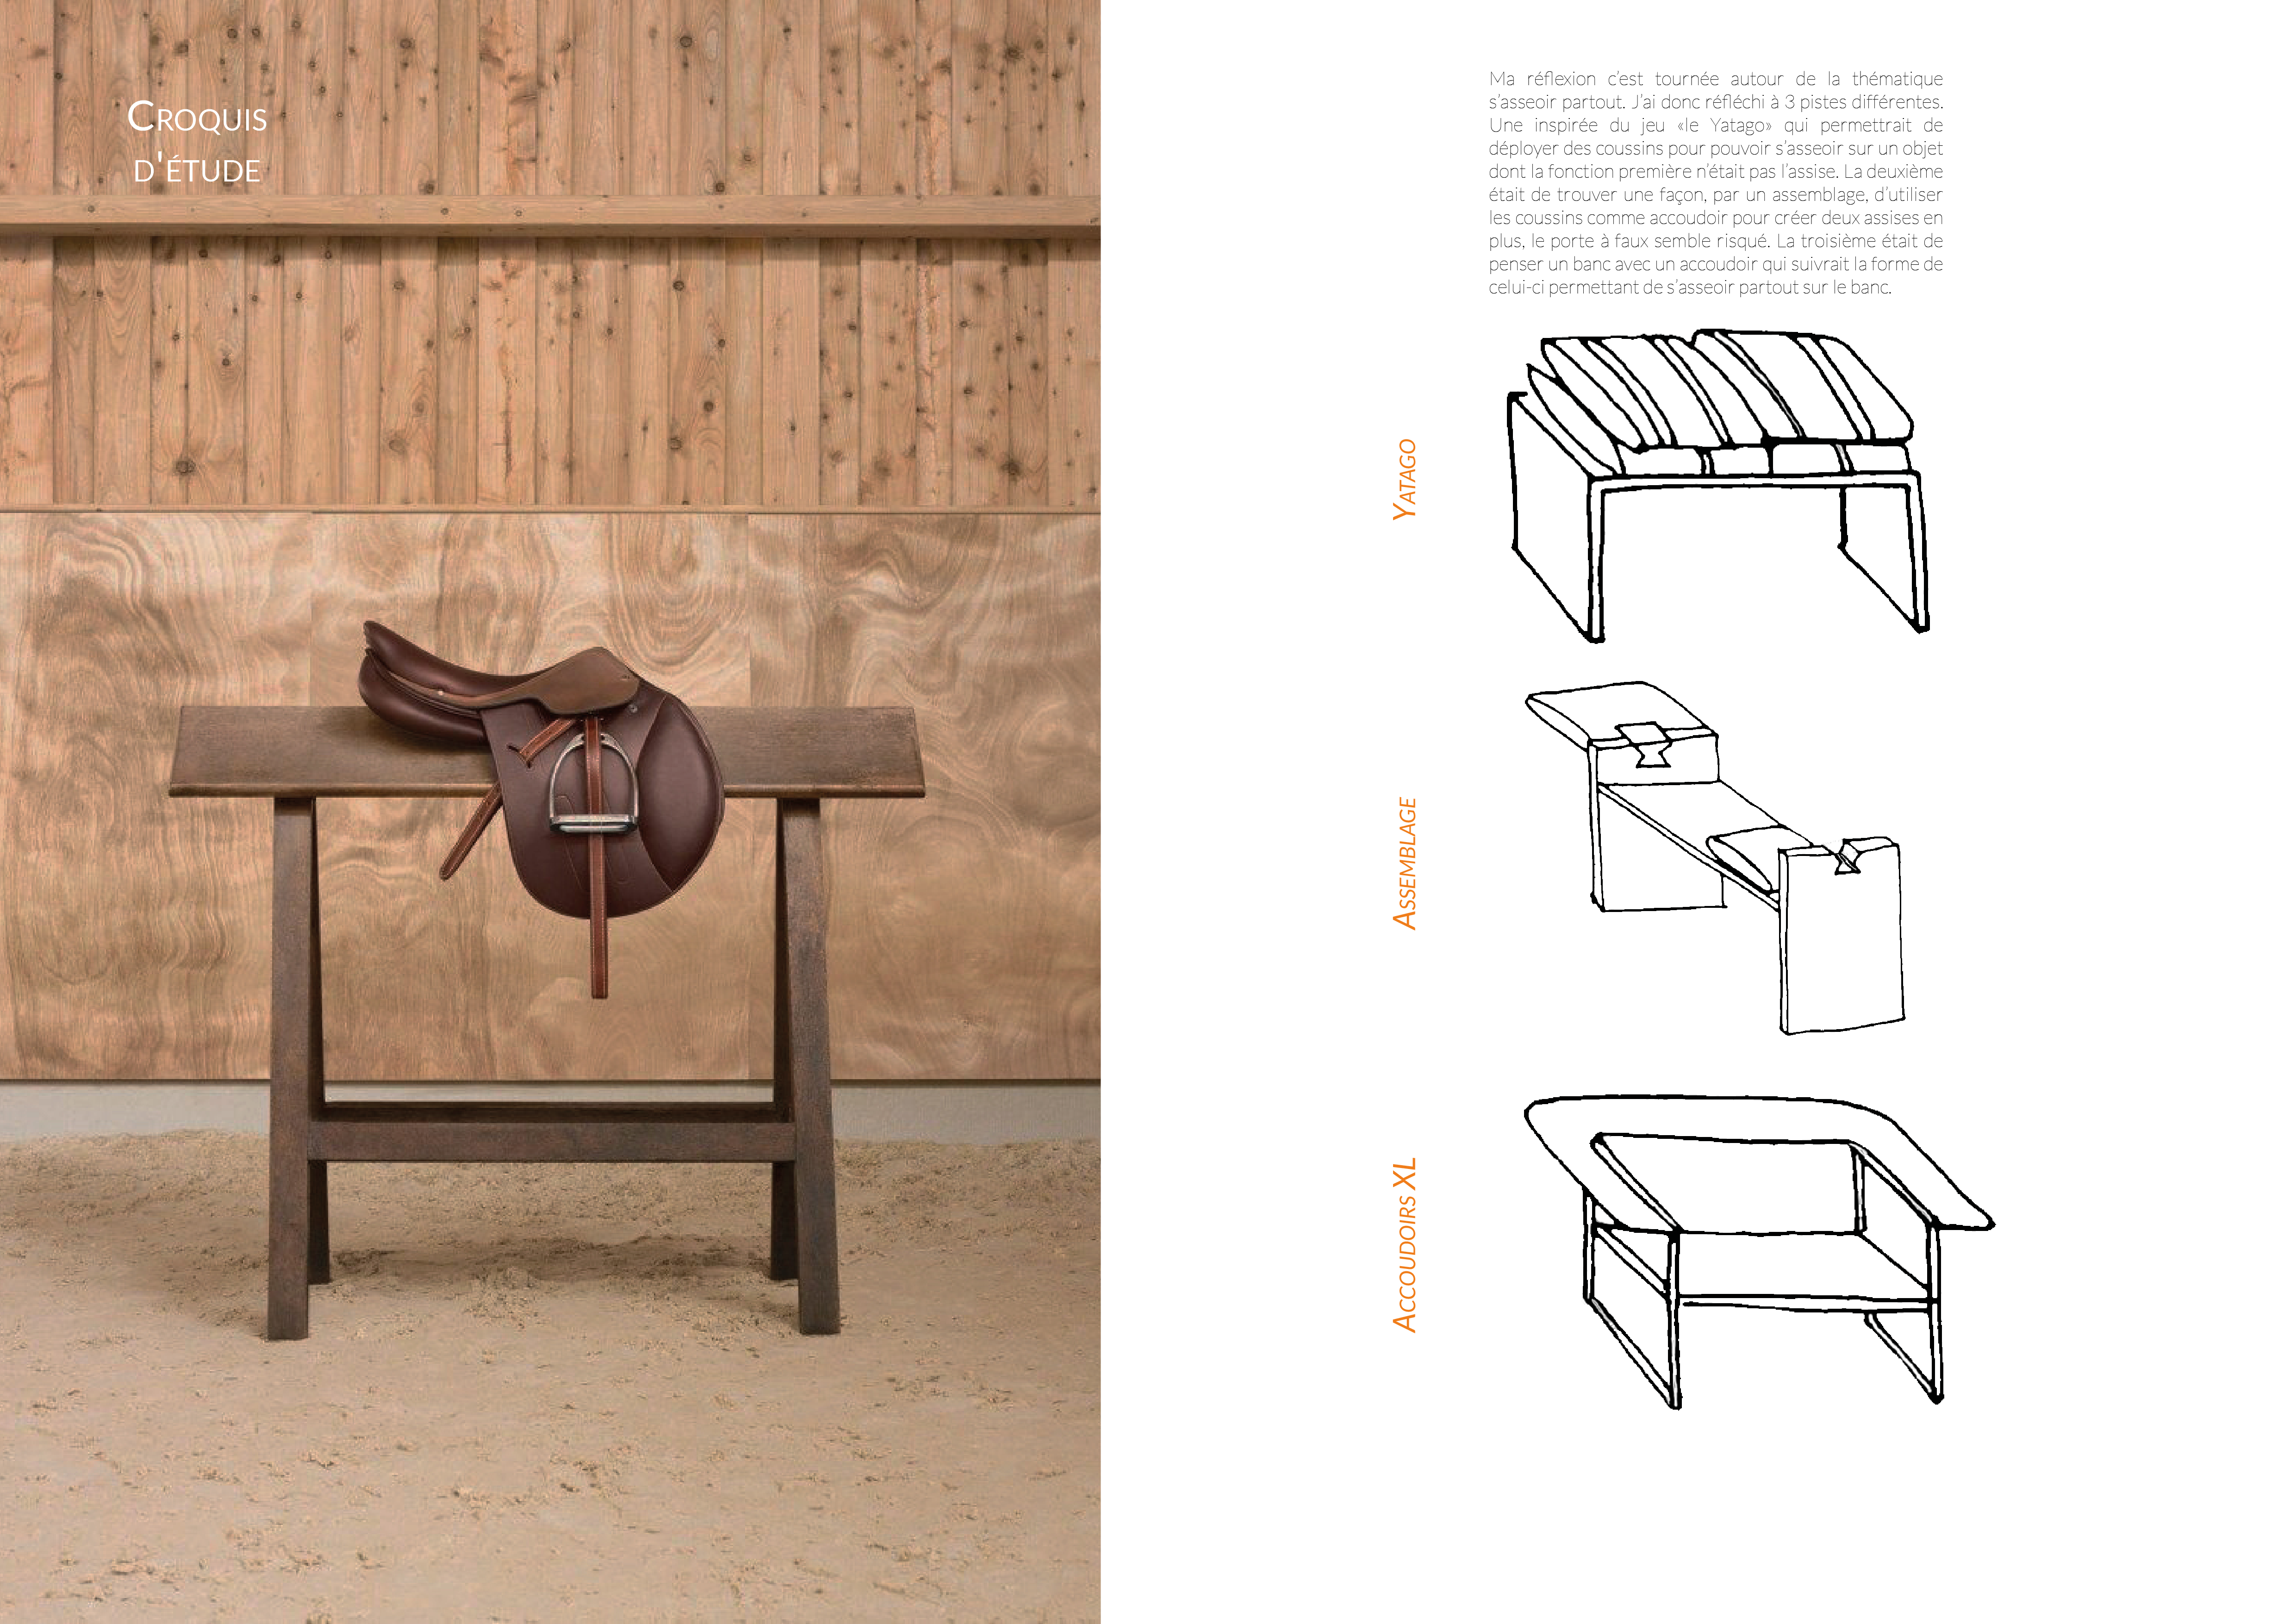 Croquis
d'étude
Ma réflexion c'est tournée autour de la thématique
s'asseoir partout. J'ai donc réfléchi à 3 pistes différentes.
Une inspirée du jeu «le Yatago» qui permettrait de
déployer des coussins pour pouvoir s'asseoir sur un objet
dont la fonction première n'était pas l'assise. La deuxième
était de trouver une façon, par un assemblage, d'utiliser
les coussins comme accoudoir pour créer deux assises en
plus, le porte à faux semble risqué. La troisième était de
penser un banc avec un accoudoir qui suivrait la forme de
celui-ci permettant de s'asseoir partout sur le banc.
Yatago
Assemblage
Accoudoirs XL